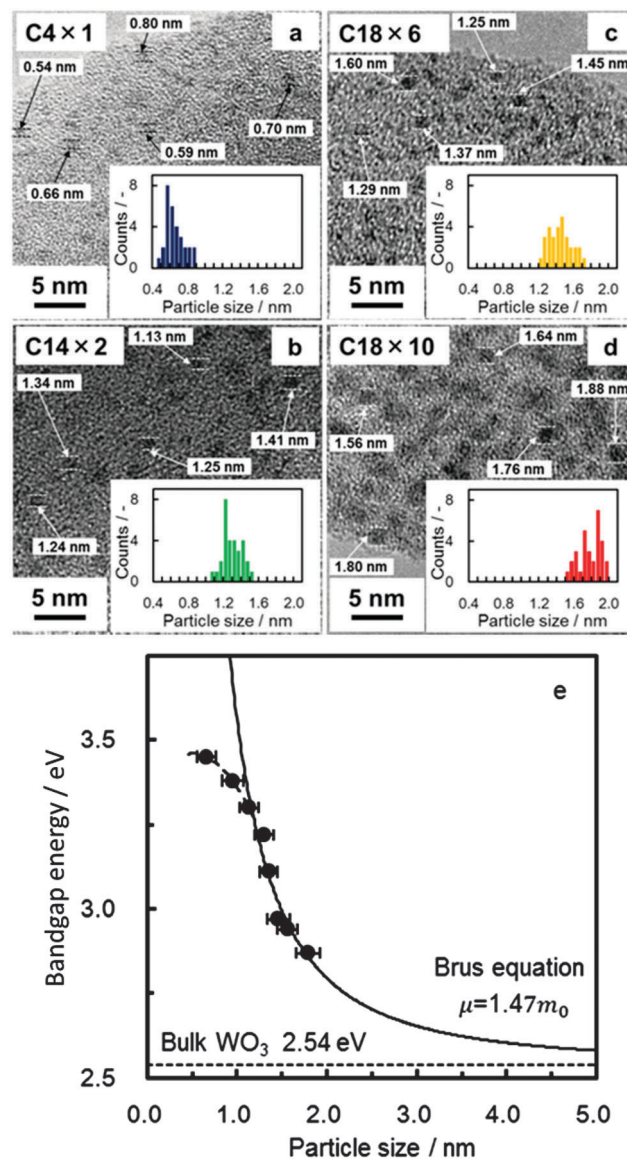 C4 × 1
a
0.80 nm
0.54 nm
0.70 nm
0.59 nm
0.66 nm
Counts / -
8
4
0
0.4 0.8 1.2 1.6 2.0
Particle size / nm
5 nm
C18 × 6
c
1.25 nm
1.60 nm
1.45 nm
1.37 nm
1.29 nm
Counts / -
8
4
0
0.4 0.8 1.2 1.6 2.0
Particle size / nm
5 nm
C14 × 2
b
1.13 nm
1.34 nm
1.41 nm
1.25 nm
1.24 nm
Counts / -
8
4
0
0.4 0.8 1.2 1.6 2.0
Particle size / nm
5 nm
C18 × 10
d
1.64 nm
1.88 nm
1.56 nm
1.76 nm
1.80 nm
Counts / -
8
4
0
0.4 0.8 1.2 1.6 2.0
Particle size / nm
5 nm
e
Bandgap energy / eV
3.5
3.0
2.5
Brus equation
μ=1.47m₀
Bulk WO₃ 2.54 eV
0.0 1.0 2.0 3.0 4.0 5.0
Particle size / nm